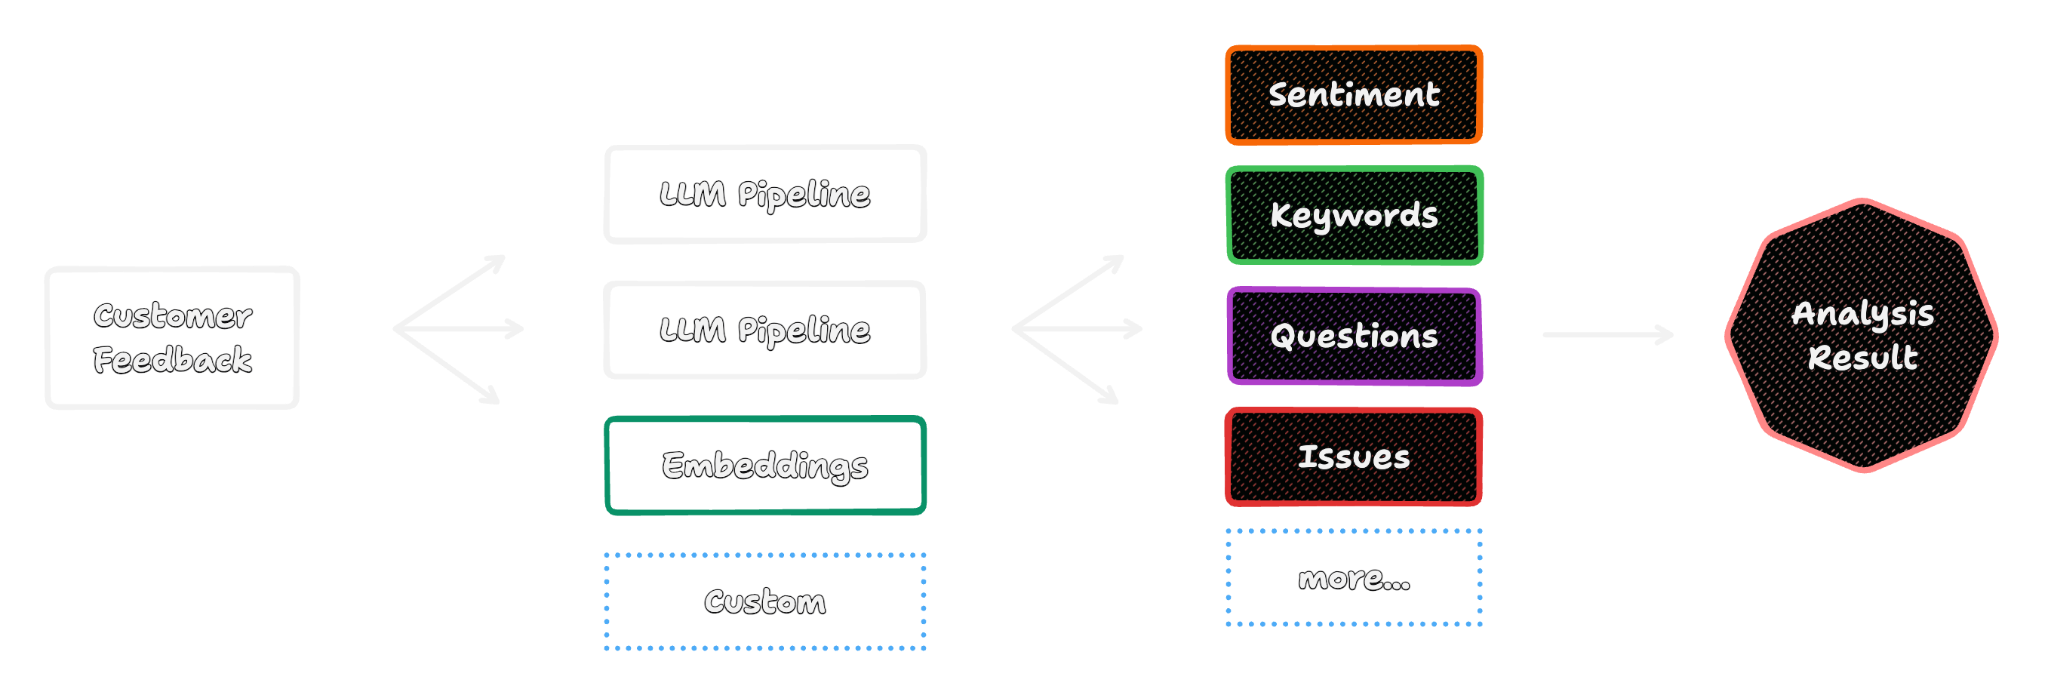 Customer
Feedback
LLM Pipeline
LLM Pipeline
Embeddings
Custom
Sentiment
Keywords
Questions
Issues
more...
Analysis
Result